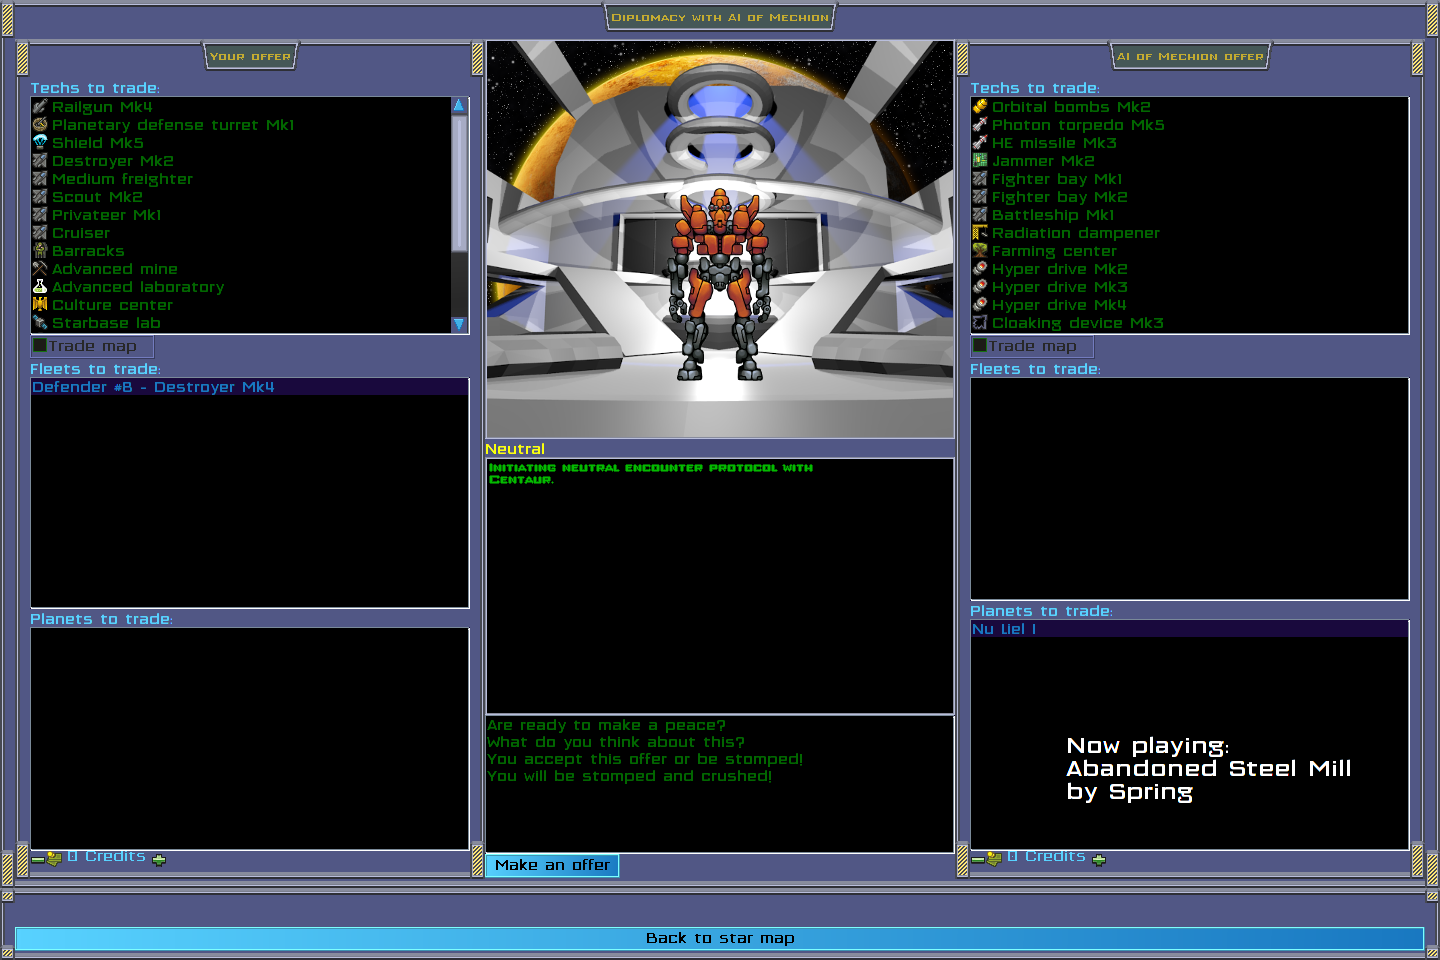 Diplomacy with AI of Mechion
Your offer
Techs to trade:
Railgun Mk4
Planetary defense turret Mk1
Shield Mk5
Destroyer Mk2
Medium freighter
Scout Mk2
Privateer Mk1
Cruiser
Barracks
Advanced mine
Advanced laboratory
Culture center
Starbase lab
Trade map
Fleets to trade:
Defender #B - Destroyer Mk4
Planets to trade:
0 Credits
Neutral
Initiating neutral encounter protocol with
Centaur.
Are ready to make a peace?
What do you think about this?
You accept this offer or be stomped!
You will be stomped and crushed!
Make an offer
AI of Mechion offer
Techs to trade:
Orbital bombs Mk2
Photon torpedo Mk5
HE missile Mk3
Jammer Mk2
Fighter bay Mk1
Fighter bay Mk2
Battleship Mk1
Radiation dampener
Farming center
Hyper drive Mk2
Hyper drive Mk3
Hyper drive Mk4
Cloaking device Mk3
Trade map
Fleets to trade:
Planets to trade:
Nu Liel I
Now playing:
Abandoned Steel Mill
by Spring
0 Credits
Back to star map